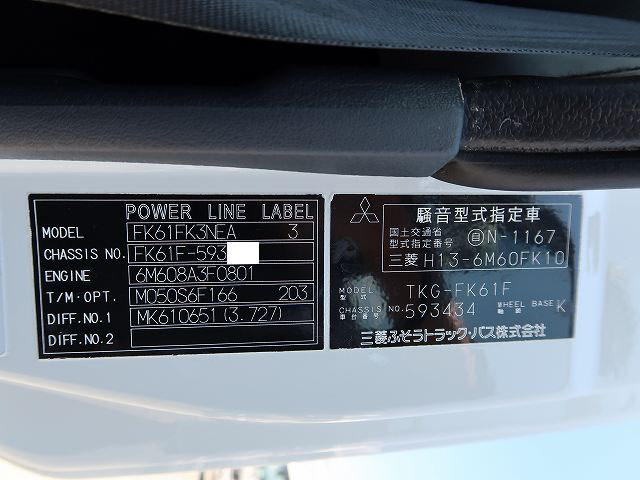 POWER LINE LABEL
MODEL FK61FK3NEA 3
CHASSIS NO. FK61F-593
ENGINE 6M608A3F0801
T/M・OPT. M050S6F166 203
DIFF.NO.1 MK610651 (3.727)
DIFF.NO.2
騒音型式指定車
国土交通省
型式指定番号 自N-1167
三菱 H13-6M60FK10
MODEL
型式 TKG-FK61F
CHASSIS NO.
車台番号 593434 WHEEL BASE
軸距 K
三菱ふそうトラック・バス株式会社